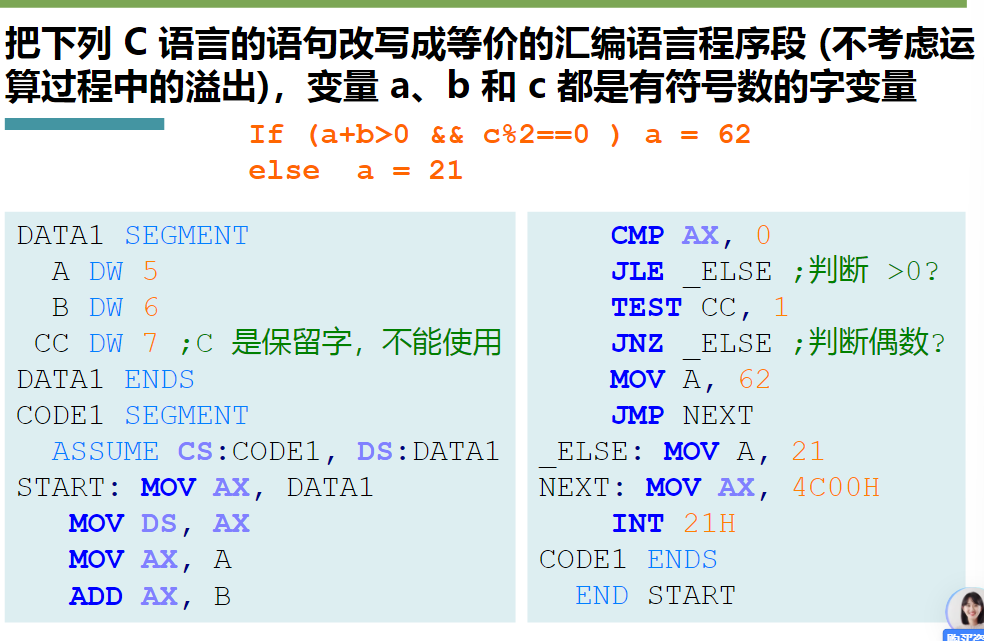 把下列 C 语言的语句改写成等价的汇编语言程序段 (不考虑运
算过程中的溢出)，变量 a、b 和 c 都是有符号数的字变量
If (a+b>0 && c%2==0 ) a = 62
else a = 21
DATA1 SEGMENT
A DW 5
B DW 6
CC DW 7 ;C 是保留字，不能使用
DATA1 ENDS
CODE1 SEGMENT
ASSUME CS:CODE1, DS:DATA1
START: MOV AX, DATA1
MOV DS, AX
MOV AX, A
ADD AX, B
CMP AX, 0
JLE _ELSE ;判断 >0?
TEST CC, 1
JNZ _ELSE ;判断偶数?
MOV A, 62
JMP NEXT
_ELSE: MOV A, 21
NEXT: MOV AX, 4C00H
INT 21H
CODE1 ENDS
END START